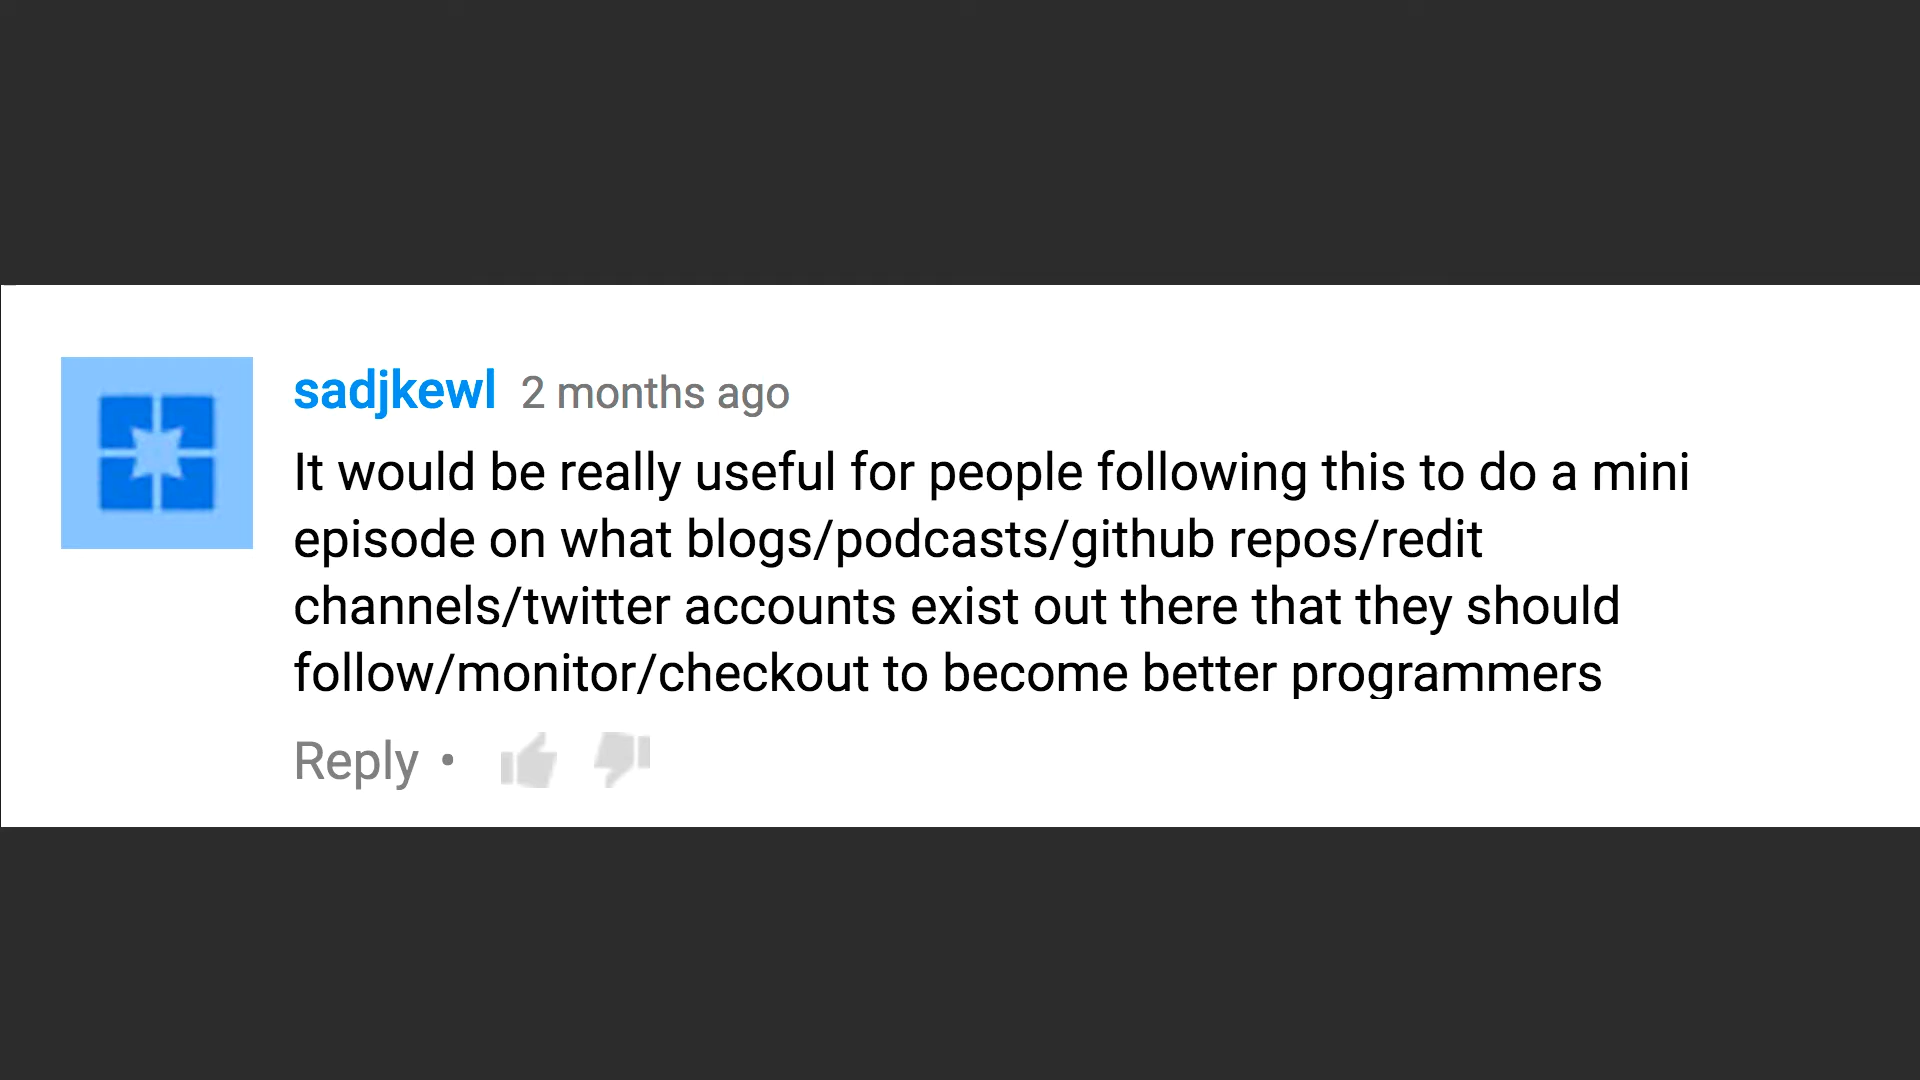 sadjkewl 2 months ago
It would be really useful for people following this to do a mini
episode on what blogs/podcasts/github repos/redit
channels/twitter accounts exist out there that they should
follow/monitor/checkout to become better programmers
Reply •